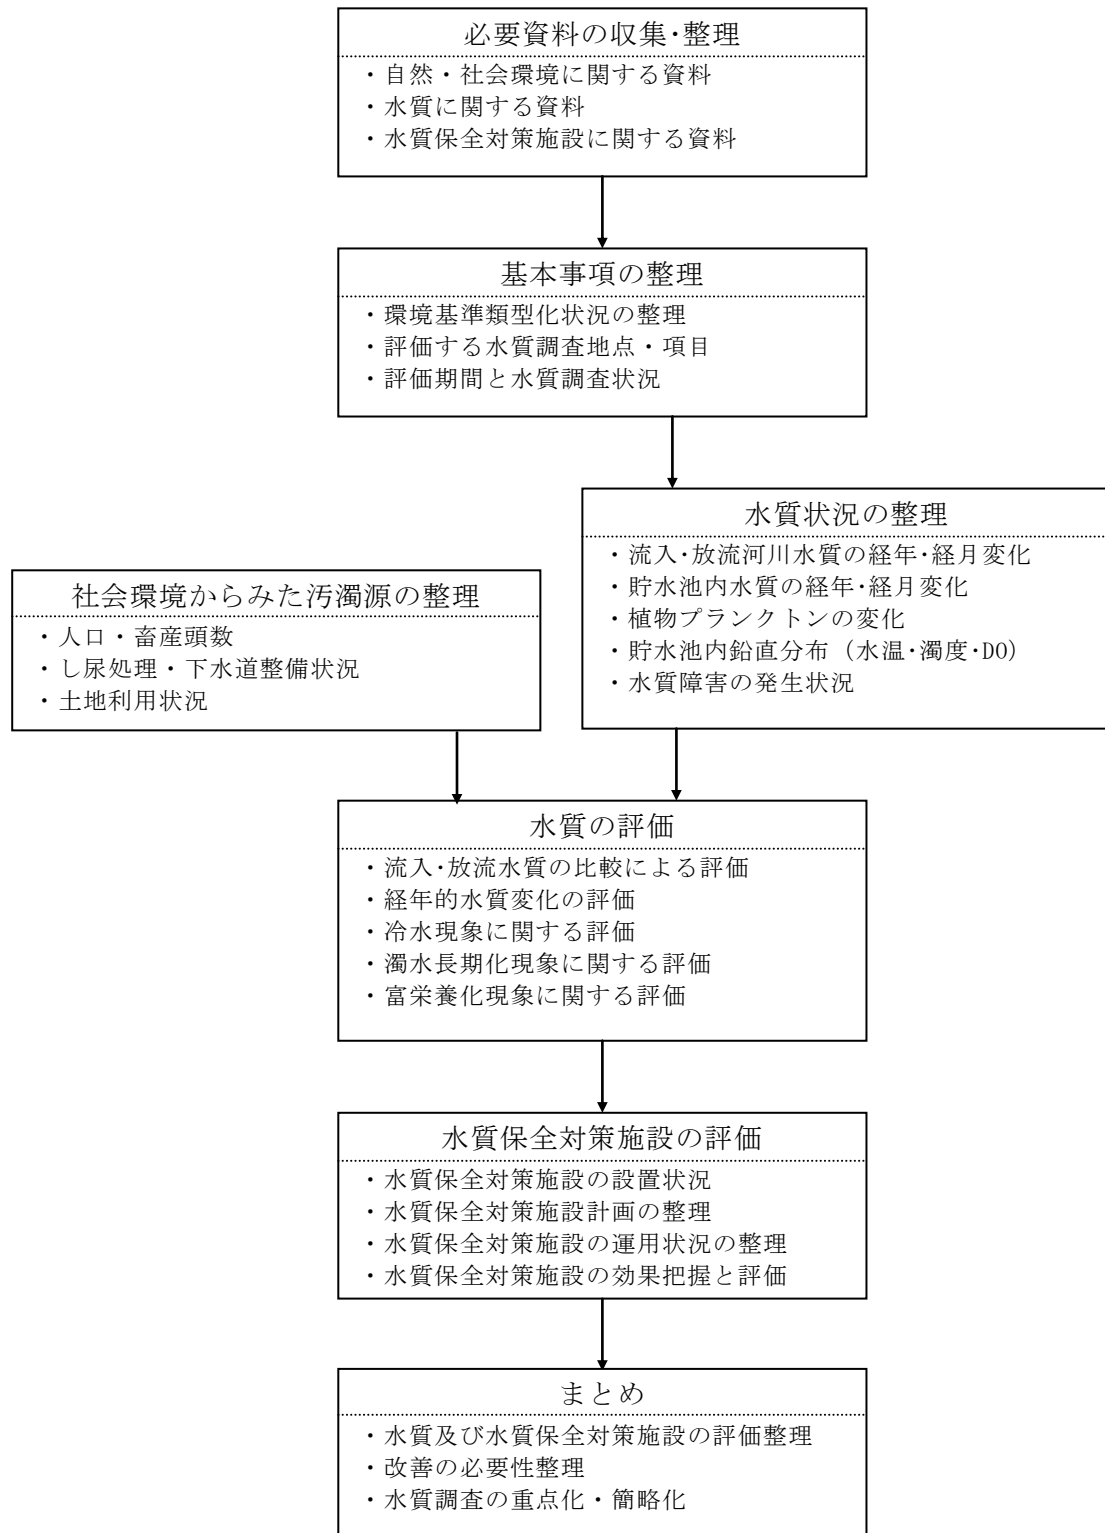 必要資料の収集･整理
・自然・社会環境に関する資料
・水質に関する資料
・水質保全対策施設に関する資料
基本事項の整理
・環境基準類型化状況の整理
・評価する水質調査地点・項目
・評価期間と水質調査状況
水質状況の整理
・流入･放流河川水質の経年･経月変化
・貯水池内水質の経年･経月変化
・植物プランクトンの変化
・貯水池内鉛直分布 (水温･濁度･DO)
・水質障害の発生状況
社会環境からみた汚濁源の整理
・人口・畜産頭数
・し尿処理・下水道整備状況
・土地利用状況
水質の評価
・流入･放流水質の比較による評価
・経年的水質変化の評価
・冷水現象に関する評価
・濁水長期化現象に関する評価
・富栄養化現象に関する評価
水質保全対策施設の評価
・水質保全対策施設の設置状況
・水質保全対策施設計画の整理
・水質保全対策施設の運用状況の整理
・水質保全対策施設の効果把握と評価
まとめ
・水質及び水質保全対策施設の評価整理
・改善の必要性整理
・水質調査の重点化・簡略化